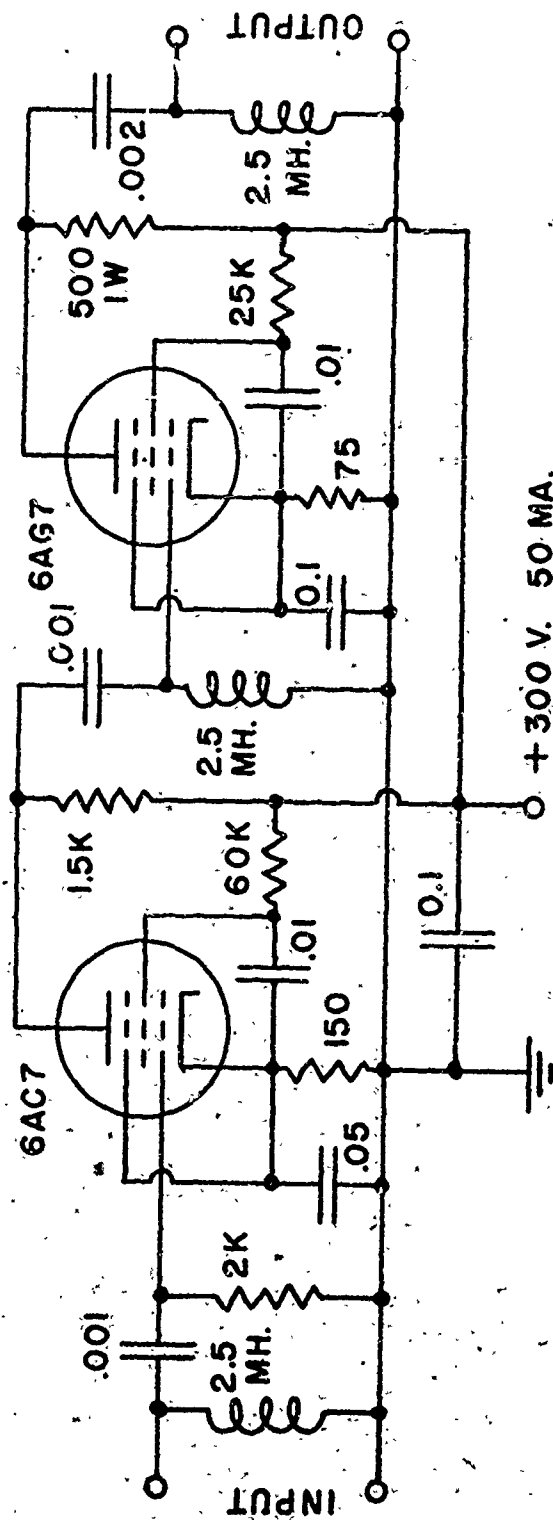 INPUT
.001
2.5
MH.
2K
6AC7
.05
150
.01
60K
1.5K
.001
2.5
MH.
6AG7
0.1
75
.01
25K
500
1W
.002
2.5
MH.
OUTPUT
0.1
+300 V. 50 MA.